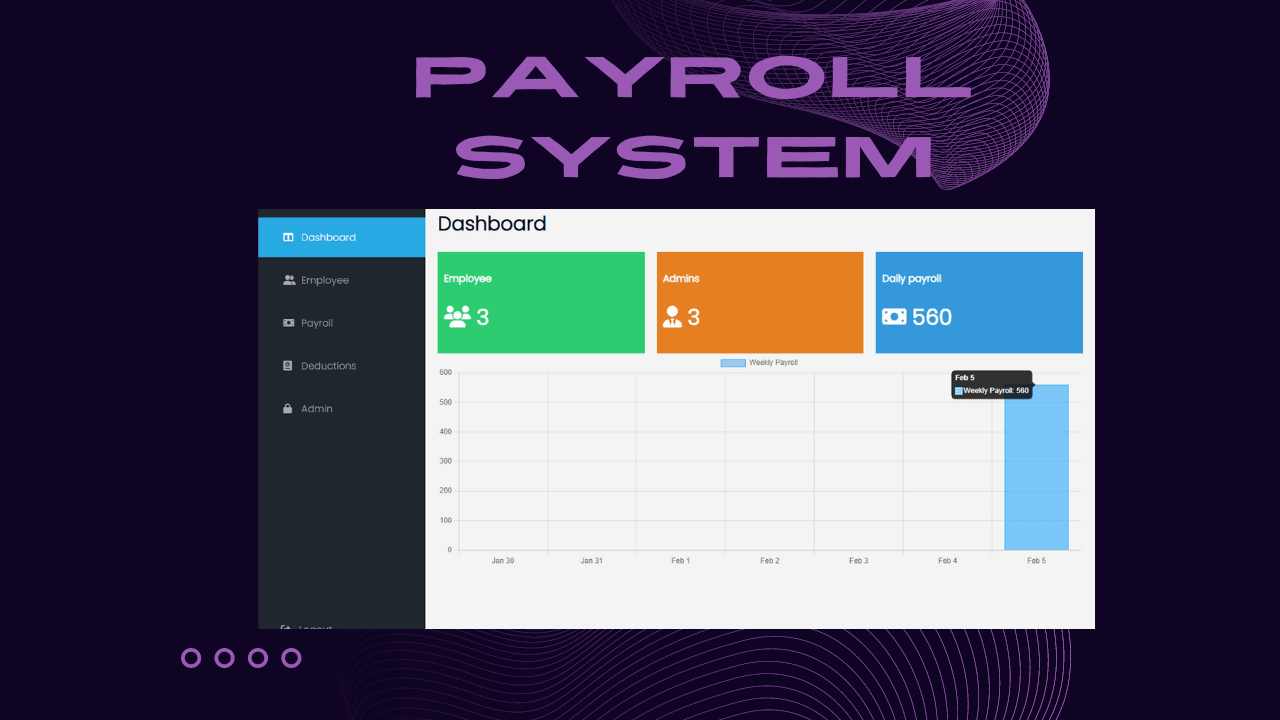 PAYROLL
SYSTEM
Dashboard
Employee
Payroll
Deductions
Admin
Logout
Dashboard
Employee
3
Admins
3
Daily payroll
560
Weekly Payroll
600
500
400
300
200
100
0
Feb 5
Weekly Payroll: 560
Jan 30 Jan 31 Feb 1 Feb 2 Feb 3 Feb 4 Feb 5